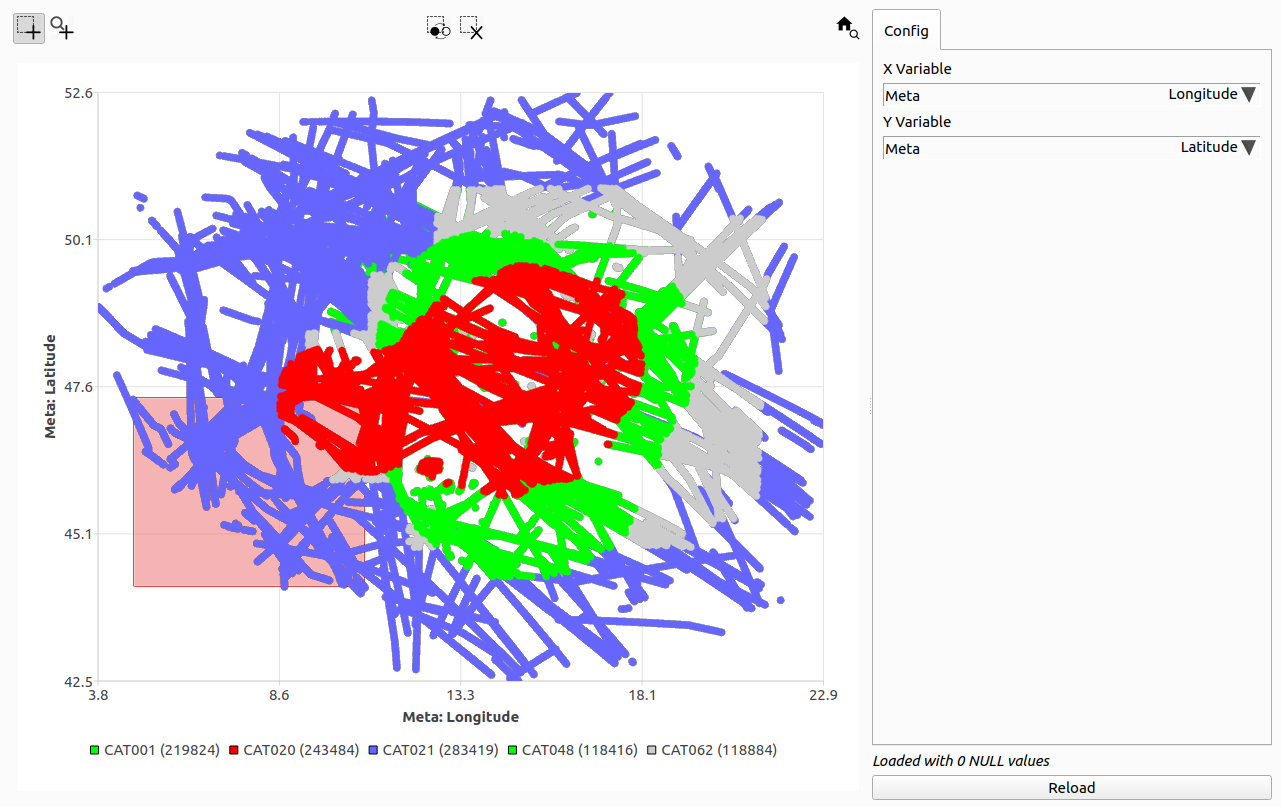 Config
X Variable
Meta Longitude
Y Variable
Meta Latitude
52.6
50.1
47.6
45.1
42.5
Meta: Latitude
3.8 8.6 13.3 18.1 22.9
Meta: Longitude
CAT001 (219824) CAT020 (243484) CAT021 (283419) CAT048 (118416) CAT062 (118884)
Loaded with 0 NULL values
Reload